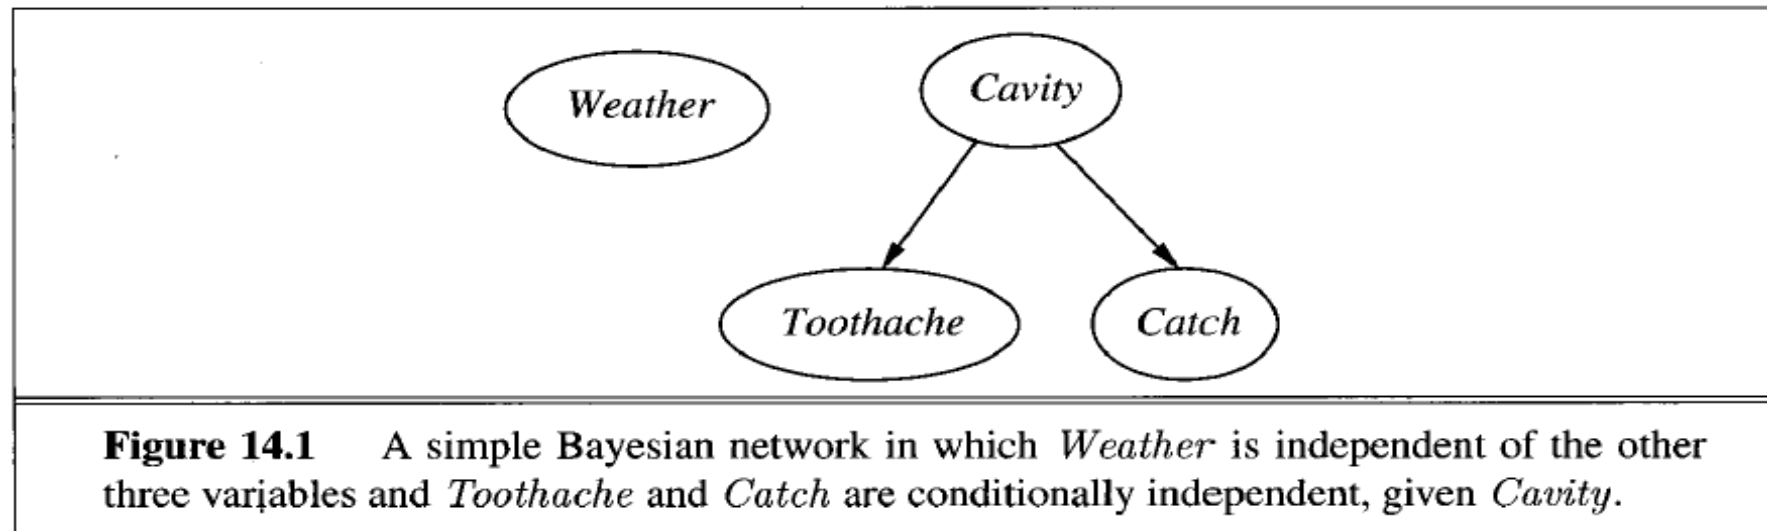 Weather
Cavity
Toothache
Catch
Figure 14.1 A simple Bayesian network in which Weather is independent of the other
three variables and Toothache and Catch are conditionally independent, given Cavity.